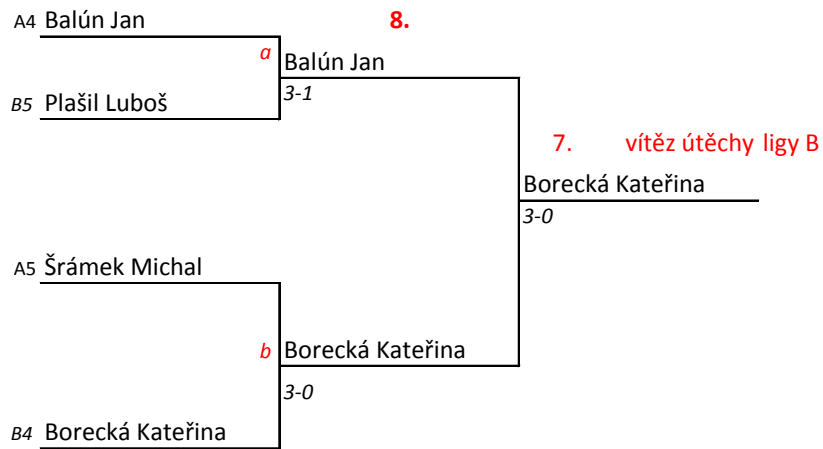 A4 Balún Jan 8.
a Balún Jan
3-1
B5 Plašil Luboš
7. vítěz útěchy ligy B
Borecká Kateřina
3-0
A5 Šrámek Michal
b Borecká Kateřina
3-0
B4 Borecká Kateřina